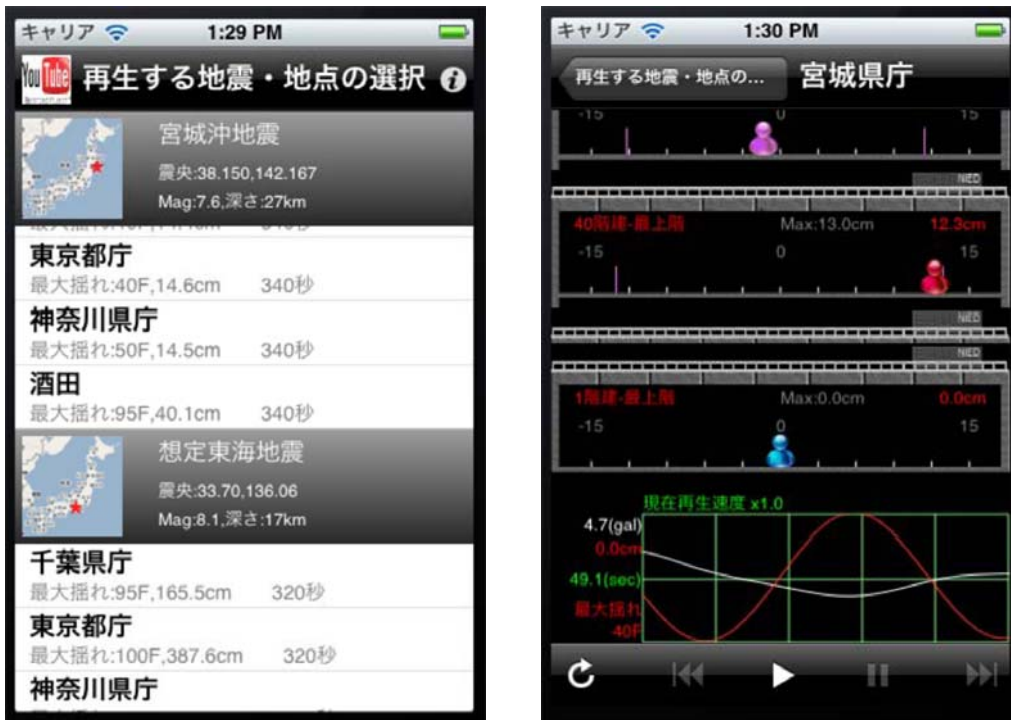 キャリア 1:29 PM
YouTube 再生する地震・地点の選択
宮城沖地震
震央:38.150,142.167
Mag:7.6,深さ:27km
東京都庁
最大揺れ:40F,14.6cm 340秒
神奈川県庁
最大揺れ:50F,14.5cm 340秒
酒田
最大揺れ:95F,40.1cm 340秒
想定東海地震
震央:33.70,136.06
Mag:8.1,深さ:17km
千葉県庁
最大揺れ:95F,165.5cm 320秒
東京都庁
最大揺れ:100F,387.6cm 320秒
神奈川県庁
キャリア 1:30 PM
再生する地震・地点の... 宮城県庁
-15 0 15
NIED
40階建-最上階 Max:13.0cm 12.3cm
-15 0 15
NIED
NIED
1階建-最上階 Max:0.0cm 0.0cm
-15 0 15
現在再生速度 x1.0
4.7(gal)
0.0cm
49.1(sec)
最大揺れ
40F